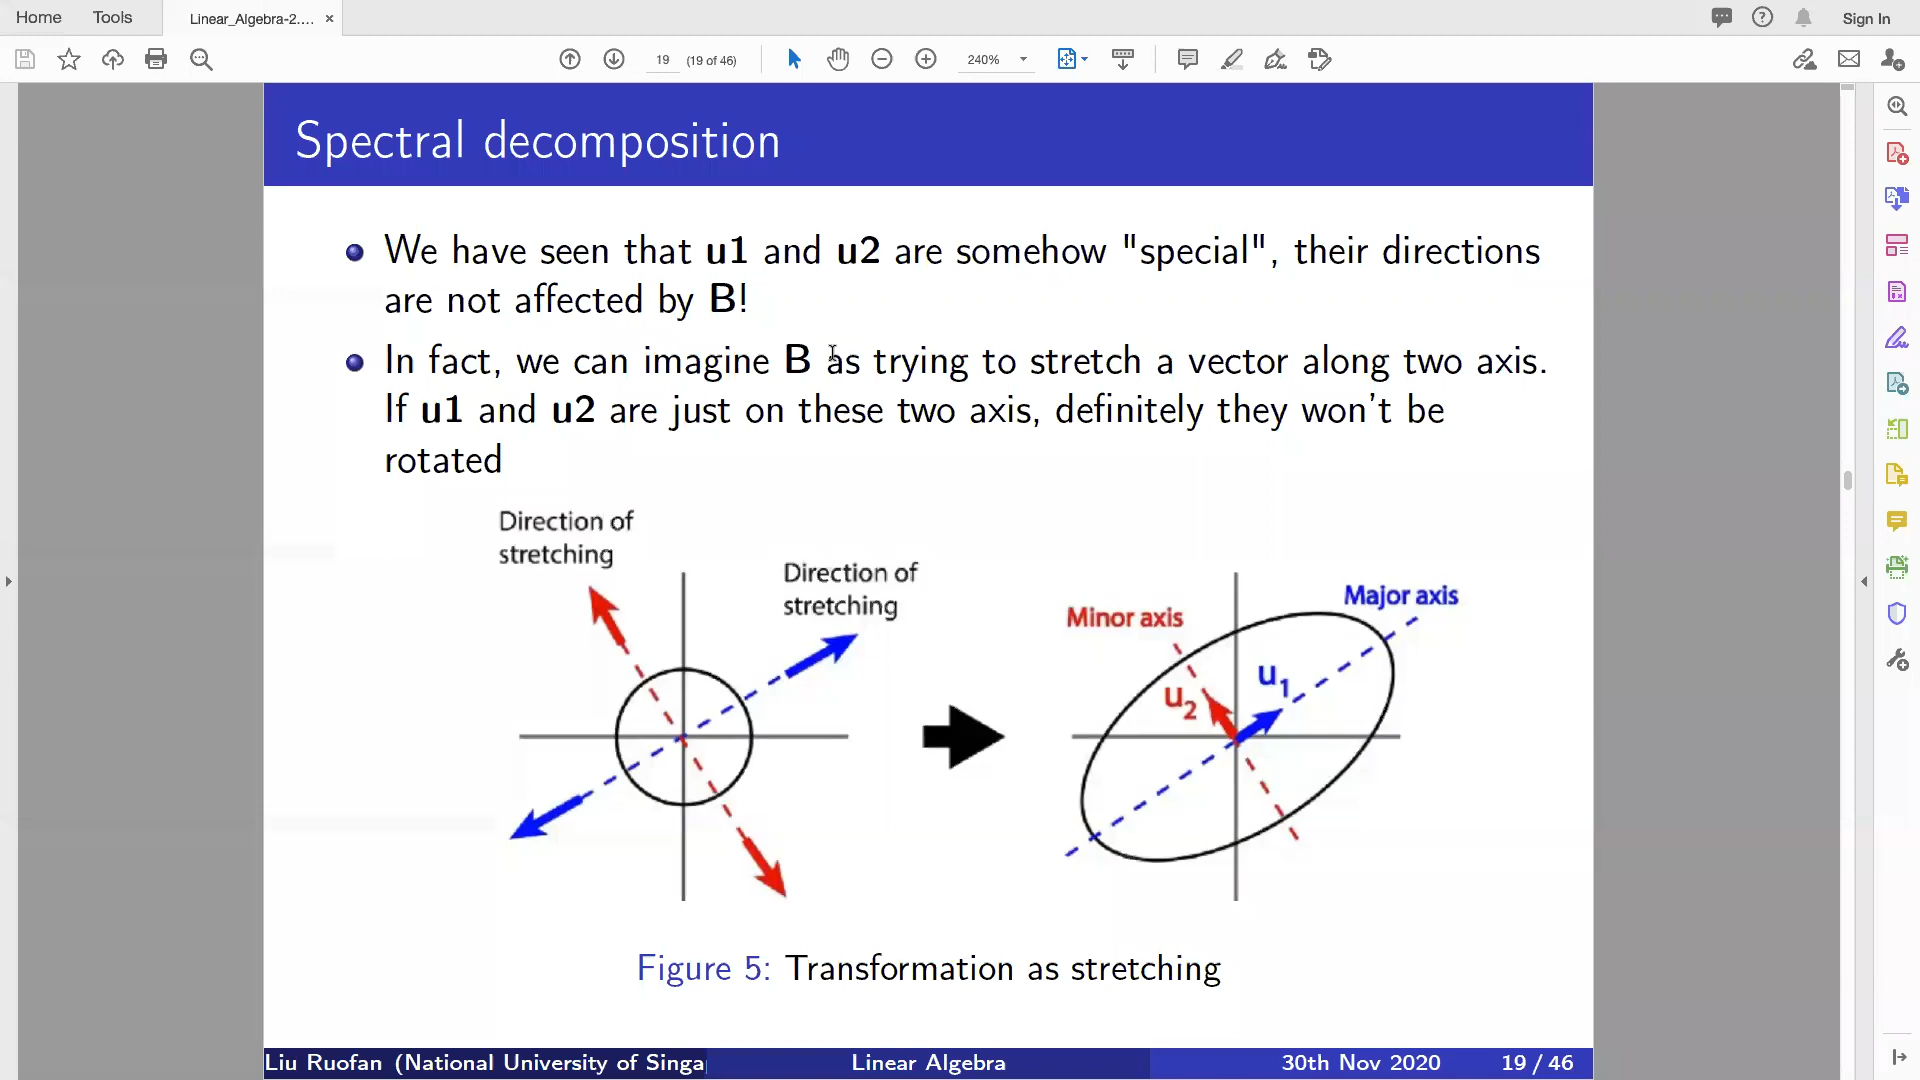 Home
Tools
Linear_Algebra-2....
×
Sign In
19
(19 of 46)
240%
Spectral decomposition
We have seen that u1 and u2 are somehow "special", their directions
are not affected by B!
In fact, we can imagine B as trying to stretch a vector along two axis.
If u1 and u2 are just on these two axis, definitely they won't be
rotated
Direction of
stretching
Direction of
stretching
Minor axis
Major axis
u2
u1
Figure 5: Transformation as stretching
Liu Ruofan (National University of Singa
Linear Algebra
30th Nov 2020
19 / 46